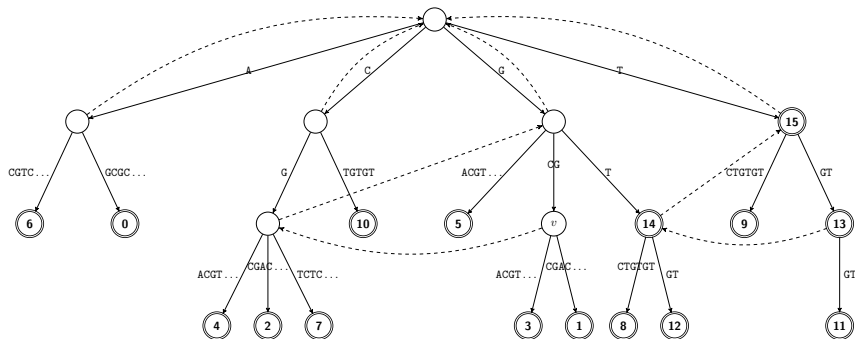 A C G T
CGTC... GCGC... G TGTGT ACGT... CG T CTGTGT GT
15
6 0 10 5 v 14 9 13
ACGT... CGAC... TCTC... ACGT... CGAC... CTGTGT GT GT
4 2 7 3 1 8 12 11